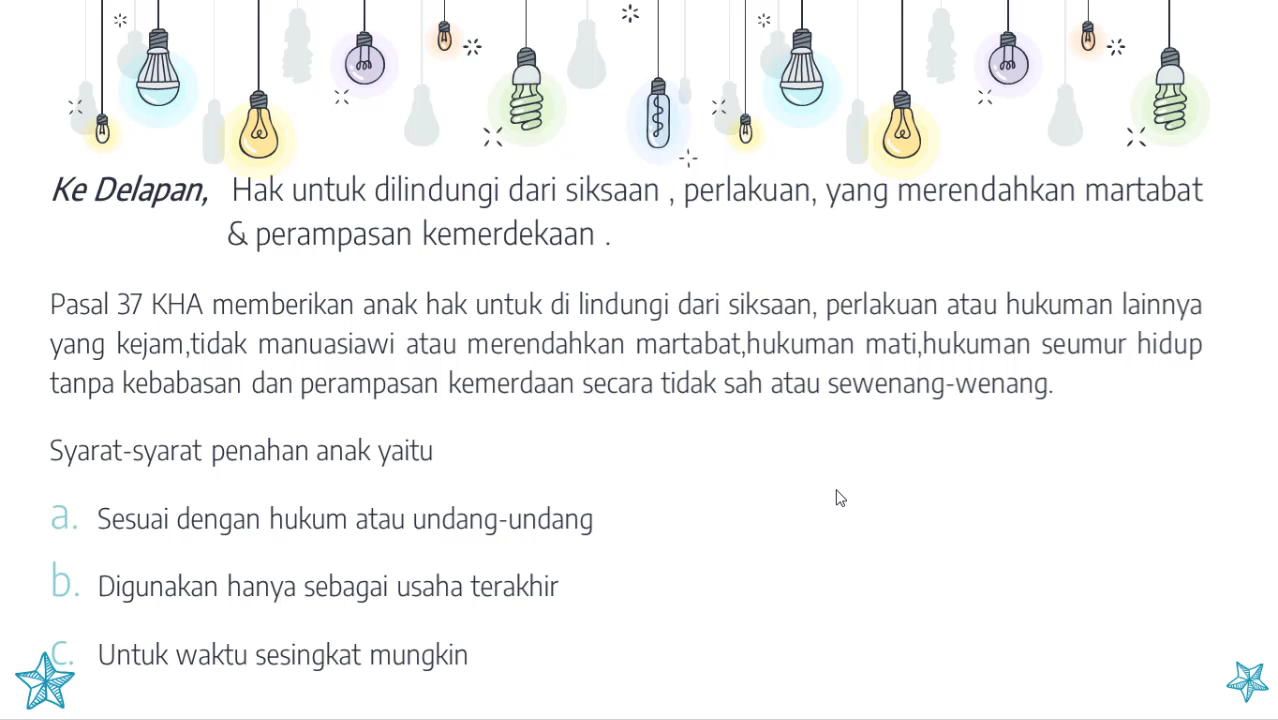 Ke Delapan, Hak untuk dilindungi dari siksaan , perlakuan, yang merendahkan martabat
& perampasan kemerdekaan .
Pasal 37 KHA memberikan anak hak untuk di lindungi dari siksaan, perlakuan atau hukuman lainnya
yang kejam,tidak manuasiawi atau merendahkan martabat,hukuman mati,hukuman seumur hidup
tanpa kebabasan dan perampasan kemerdaan secara tidak sah atau sewenang-wenang.
Syarat-syarat penahan anak yaitu
a. Sesuai dengan hukum atau undang-undang
b. Digunakan hanya sebagai usaha terakhir
c. Untuk waktu sesingkat mungkin